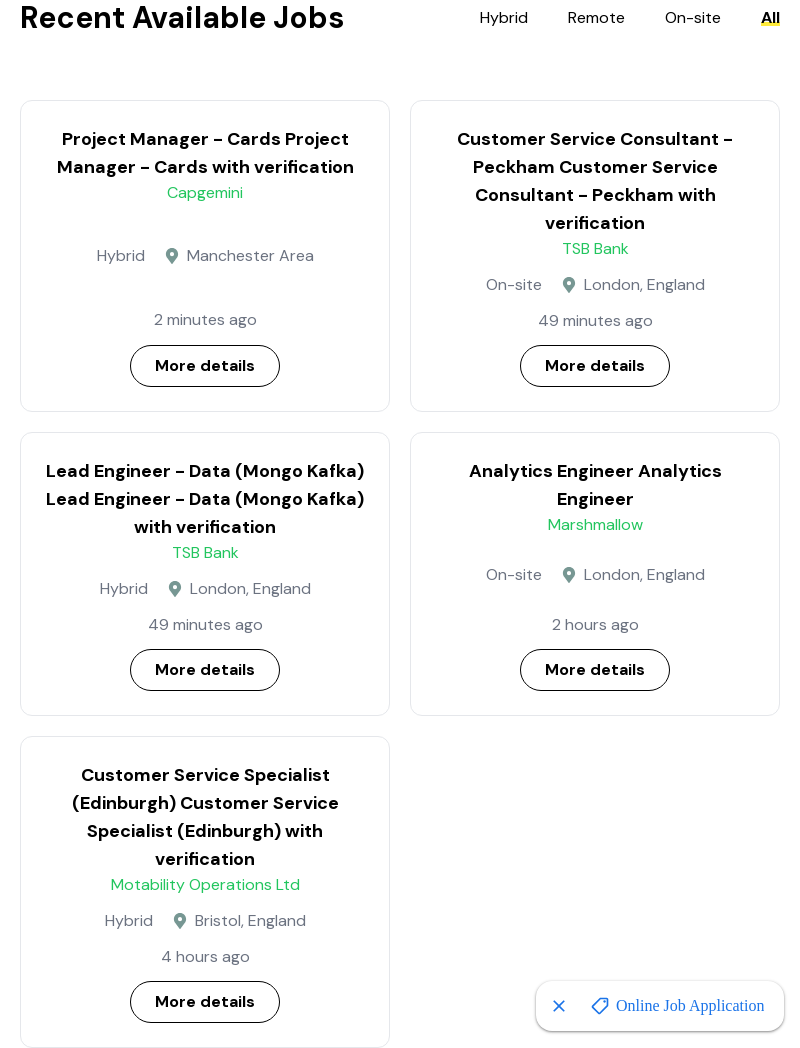 Recent Available Jobs
Hybrid Remote On-site All
Project Manager - Cards Project
Manager - Cards with verification
Capgemini
Hybrid Manchester Area
2 minutes ago
More details
Customer Service Consultant -
Peckham Customer Service
Consultant - Peckham with
verification
TSB Bank
On-site London, England
49 minutes ago
More details
Lead Engineer - Data (Mongo Kafka)
Lead Engineer - Data (Mongo Kafka)
with verification
TSB Bank
Hybrid London, England
49 minutes ago
More details
Analytics Engineer Analytics
Engineer
Marshmallow
On-site London, England
2 hours ago
More details
Customer Service Specialist
(Edinburgh) Customer Service
Specialist (Edinburgh) with
verification
Motability Operations Ltd
Hybrid Bristol, England
4 hours ago
More details
Online Job Application